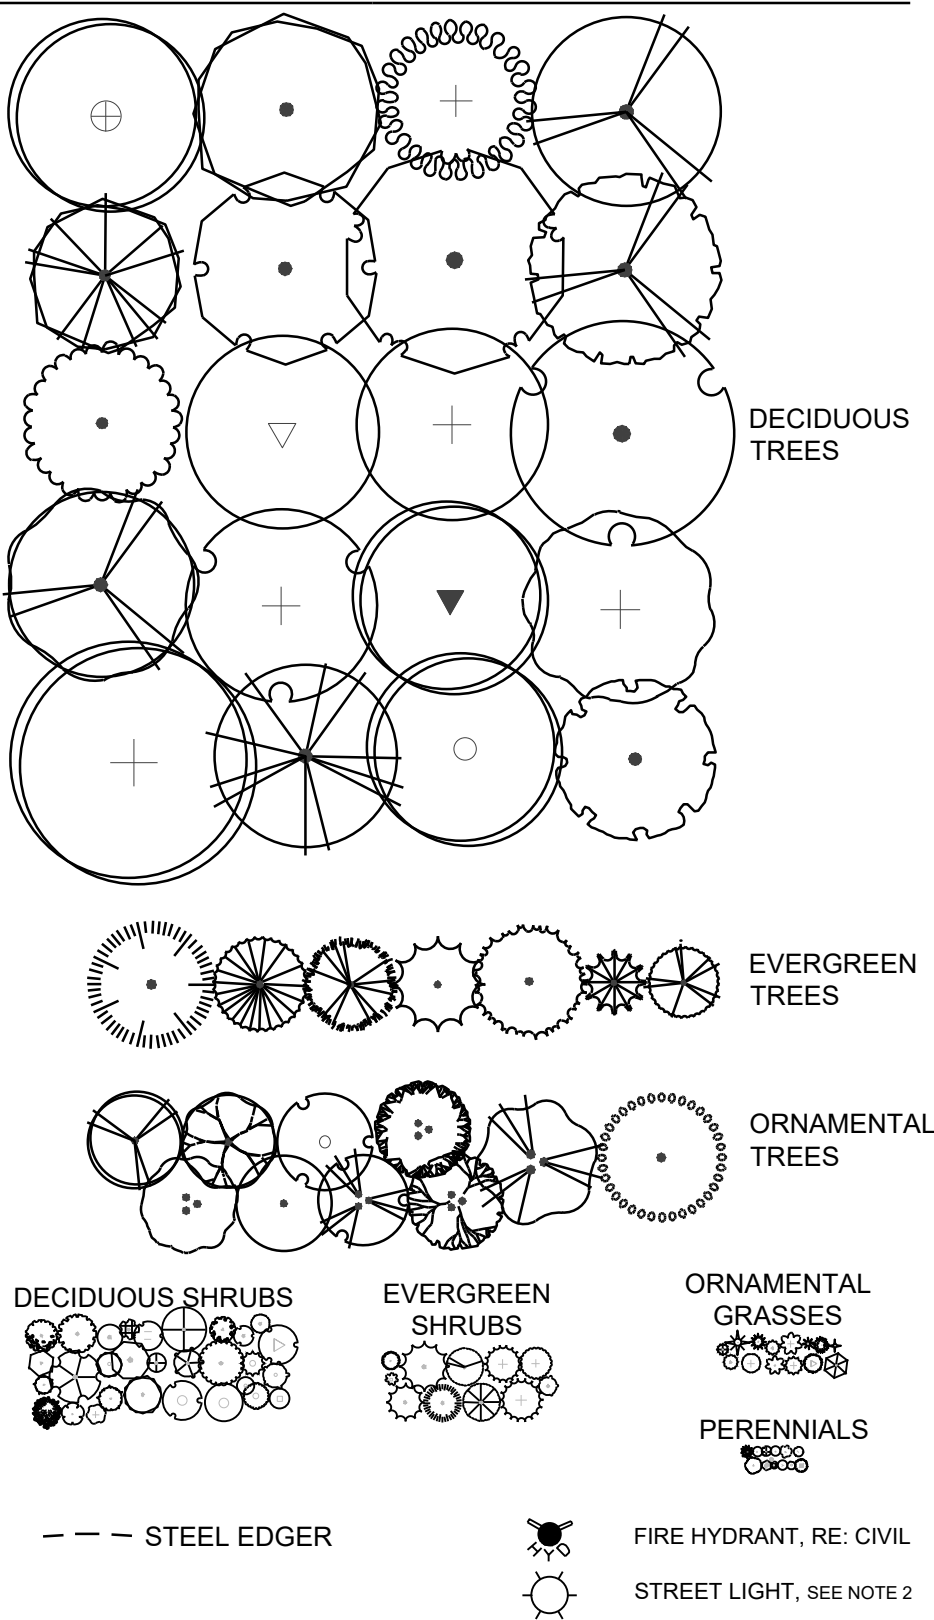 DECIDUOUS
TREES
EVERGREEN
TREES
ORNAMENTAL
TREES
DECIDUOUS SHRUBS
EVERGREEN
SHRUBS
ORNAMENTAL
GRASSES
PERENNIALS
STEEL EDGER
HYD
FIRE HYDRANT, RE: CIVIL
STREET LIGHT, SEE NOTE 2